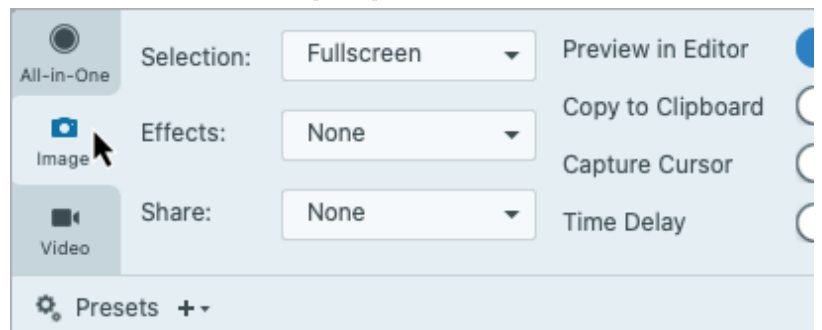 All-in-One
Image
Video
Selection: Fullscreen
Effects: None
Share: None
Preview in Editor
Copy to Clipboard
Capture Cursor
Time Delay
Presets +